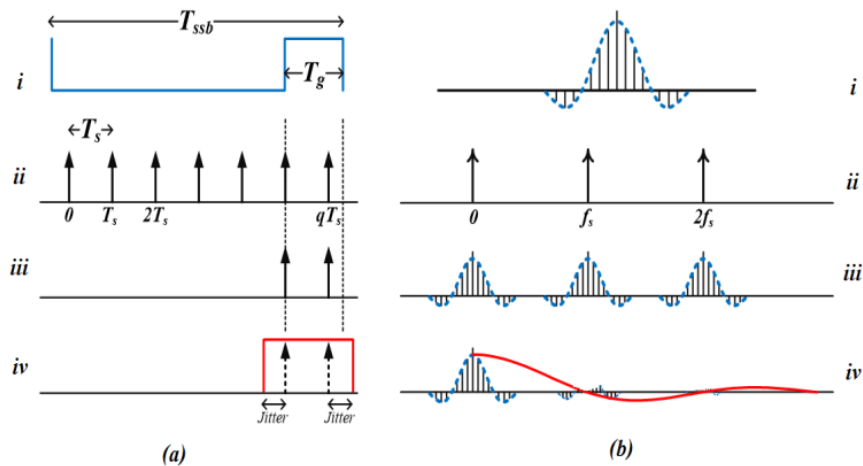 T_ssb
i
T_g
i
T_s
ii
ii
0 T_s 2T_s qT_s
0 f_s 2f_s
iii
iii
iv
iv
Jitter Jitter
(a)
(b)